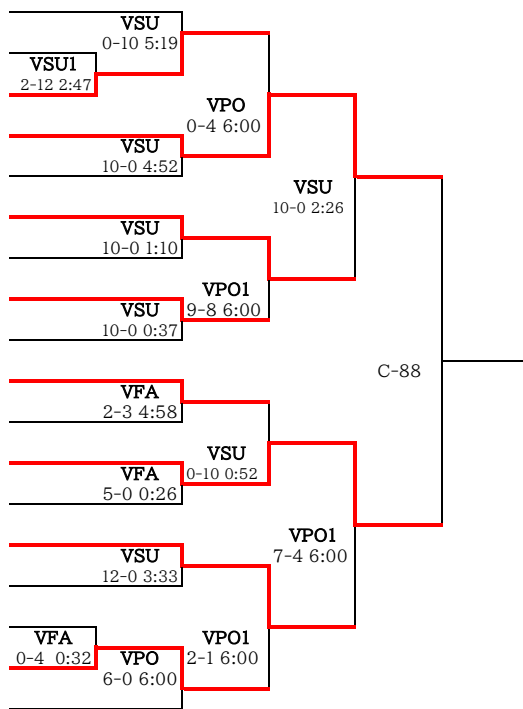 VSU
0-10 5:19
VSU1
2-12 2:47
VPO
0-4 6:00
VSU
10-0 4:52
VSU
10-0 2:26
VSU
10-0 1:10
VPO1
9-8 6:00
VSU
10-0 0:37
C-88
VFA
2-3 4:58
VSU
0-10 0:52
VFA
5-0 0:26
VPO1
7-4 6:00
VSU
12-0 3:33
VFA
0-4 0:32
VPO1
2-1 6:00
VPO
6-0 6:00